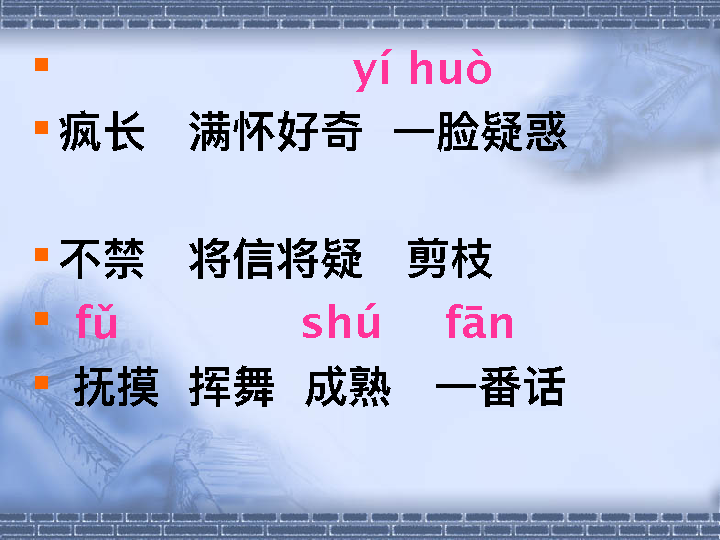 yí huò
疯长 满怀好奇 一脸疑惑
不禁 将信将疑 剪枝
fǔ shú fān
抚摸 挥舞 成熟 一番话